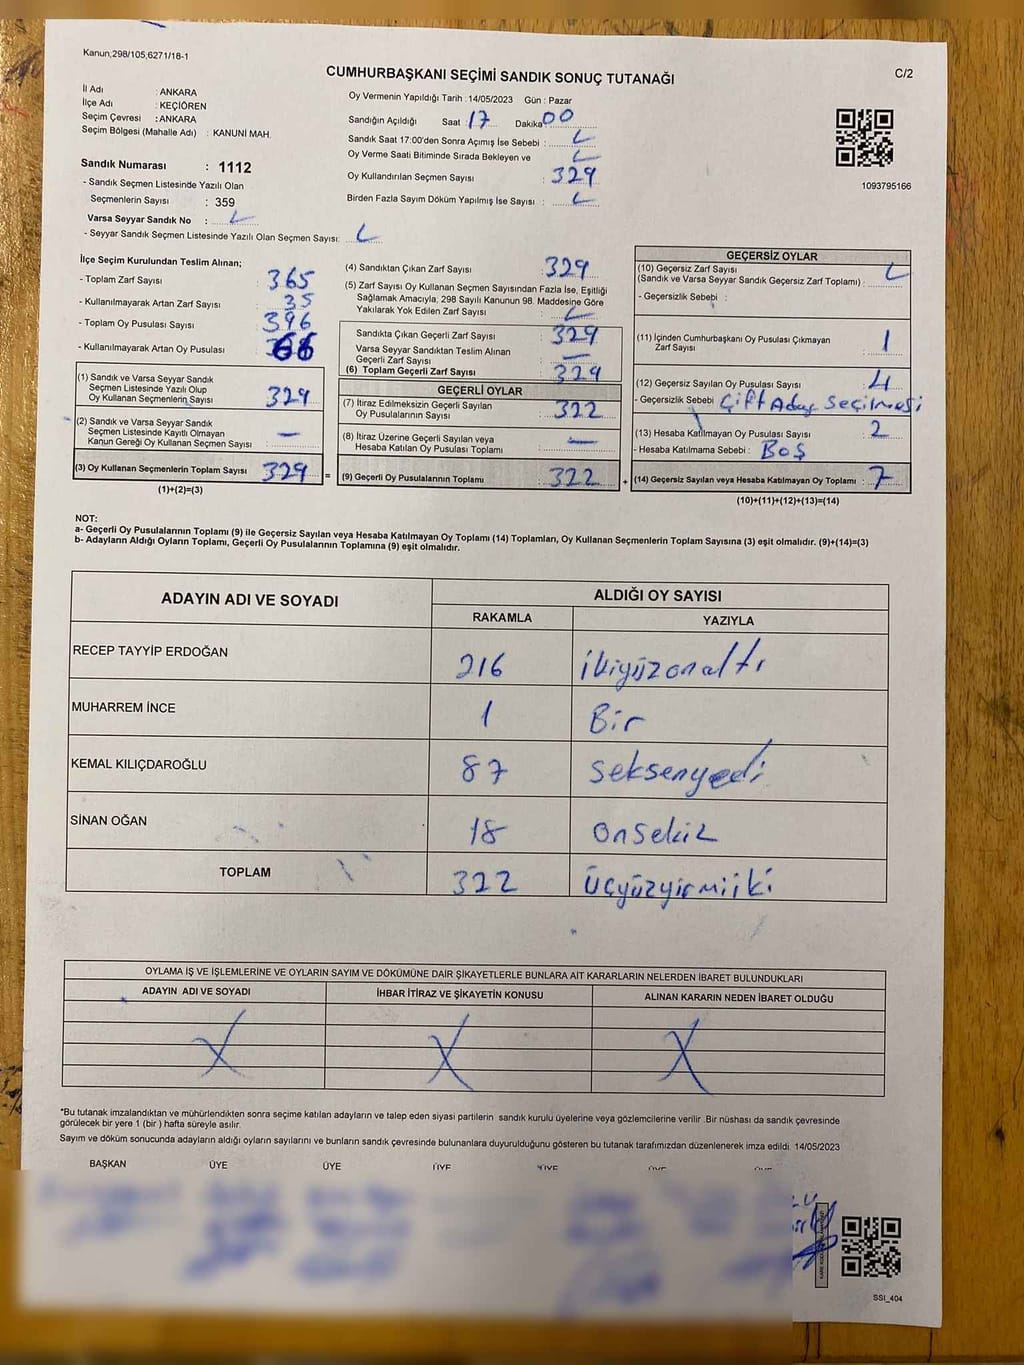 Kanun;298/105,6271/18-1
CUMHURBAŞKANI SEÇİMİ SANDIK SONUÇ TUTANAĞI
C/2
İl Adı : ANKARA
İlçe Adı : KEÇİÖREN
Seçim Çevresi : ANKARA
Seçim Bölgesi (Mahalle Adı) : KANUNİ MAH.
Sandık Numarası : 1112
- Sandık Seçmen Listesinde Yazılı Olan
Seçmenlerin Sayısı : 359
Varsa Seyyar Sandık No :
- Seyyar Sandık Seçmen Listesinde Yazılı Olan Seçmen Sayısı:
Oy Vermenin Yapıldığı Tarih : 14/05/2023 Gün : Pazar
Sandığın Açıldığı Saat 17 Dakika 00
Sandık Saat 17:00'den Sonra Açımış İse Sebebi :
Oy Verme Saati Bitiminde Sırada Bekleyen ve
Oy Kullandırılan Seçmen Sayısı : 329
Birden Fazla Sayım Döküm Yapılmış İse Sayısı :
1093795166
İlçe Seçim Kurulundan Teslim Alınan;
- Toplam Zarf Sayısı : 365
- Kullanılmayarak Artan Zarf Sayısı : 35
- Toplam Oy Pusulası Sayısı : 396
- Kullanılmayarak Artan Oy Pusulası
(1) Sandık ve Varsa Seyyar Sandık
Seçmen Listesinde Yazılı Olup
Oy Kullanan Seçmenlerin Sayısı : 329
(2) Sandık ve Varsa Seyyar Sandık
Seçmen Listesinde Kayıtlı Olmayan
Kanun Gereği Oy Kullanan Seçmen Sayısı : —
(3) Oy Kullanan Seçmenlerin Toplam Sayısı 329 =
(1)+(2)=(3)
(4) Sandıktan Çıkan Zarf Sayısı : 329
(5) Zarf Sayısı Oy Kullanan Seçmen Sayısından Fazla İse, Eşitliği
Sağlamak Amacıyla, 298 Sayılı Kanunun 98. Maddesine Göre
Yakılarak Yok Edilen Zarf Sayısı :
Sandıkta Çıkan Geçerli Zarf Sayısı : 329
Varsa Seyyar Sandıktan Teslim Alınan
Geçerli Zarf Sayısı : —
(6) Toplam Geçerli Zarf Sayısı : 329
GEÇERLİ OYLAR
(7) İtiraz Edilmeksizin Geçerli Sayılan
Oy Pusulalarının Sayısı : 322
(8) İtiraz Üzerine Geçerli Sayılan veya
Hesaba Katılan Oy Pusulası Toplamı : —
(9) Geçerli Oy Pusulalarının Toplamı : 322 +
GEÇERSİZ OYLAR
(10) Geçersiz Zarf Sayısı
(Sandık ve Varsa Seyyar Sandık Geçersiz Zarf Toplamı) :
- Geçersizlik Sebebi :
(11) İçinden Cumhurbaşkanı Oy Pusulası Çıkmayan
Zarf Sayısı : 1
(12) Geçersiz Sayılan Oy Pusulası Sayısı : 4
- Geçersizlik Sebebi Çift Aday Seçilmesi
(13) Hesaba Katılmayan Oy Pusulası Sayısı : 2
- Hesaba Katılmama Sebebi : Boş
(14) Geçersiz Sayılan veya Hesaba Katılmayan Oy Toplamı : 7
(10)+(11)+(12)+(13)=(14)
NOT:
a- Geçerli Oy Pusulalarının Toplamı (9) ile Geçersiz Sayılan veya Hesaba Katılmayan Oy Toplamı (14) Toplamları, Oy Kullanan Seçmenlerin Toplam Sayısına (3) eşit olmalıdır. (9)+(14)=(3)
b- Adayların Aldığı Oyların Toplamı, Geçerli Oy Pusulalarının Toplamına (9) eşit olmalıdır.
ADAYIN ADI VE SOYADI
ALDIĞI OY SAYISI
RAKAMLA YAZIYLA
RECEP TAYYİP ERDOĞAN 216 ikiyüzonaltı
MUHARREM İNCE 1 Bir
KEMAL KILIÇDAROĞLU 87 seksenyedi
SİNAN OĞAN 18 onsekiz
TOPLAM 322 üçyüzyirmiiki
OYLAMA İŞ VE İŞLEMLERİNE VE OYLARIN SAYIM VE DÖKÜMÜNE DAİR ŞİKAYETLERLE BUNLARA AİT KARARLARIN NELERDEN İBARET BULUNDUKLARI
ADAYIN ADI VE SOYADI İHBAR İTİRAZ VE ŞİKAYETİN KONUSU ALINAN KARARIN NEDEN İBARET OLDUĞU
X X X
*Bu tutanak imzalandıktan ve mühürlendikten sonra seçime katılan adayların ve talep eden siyasi partilerin sandık kurulu üyelerine veya gözlemcilerine verilir. Bir nüshası da sandık çevresinde
görülecek bir yere 1 (bir) hafta süreyle asılır.
Sayım ve döküm sonucunda adayların aldığı oyların sayılarını ve bunların sandık çevresinde bulunanlara duyurulduğunu gösteren bu tutanak tarafımızdan düzenlenerek imza edildi. 14/05/2023
BAŞKAN ÜYE ÜYE ÜYE ÜYE ÜYE ÜYE
SSI_404